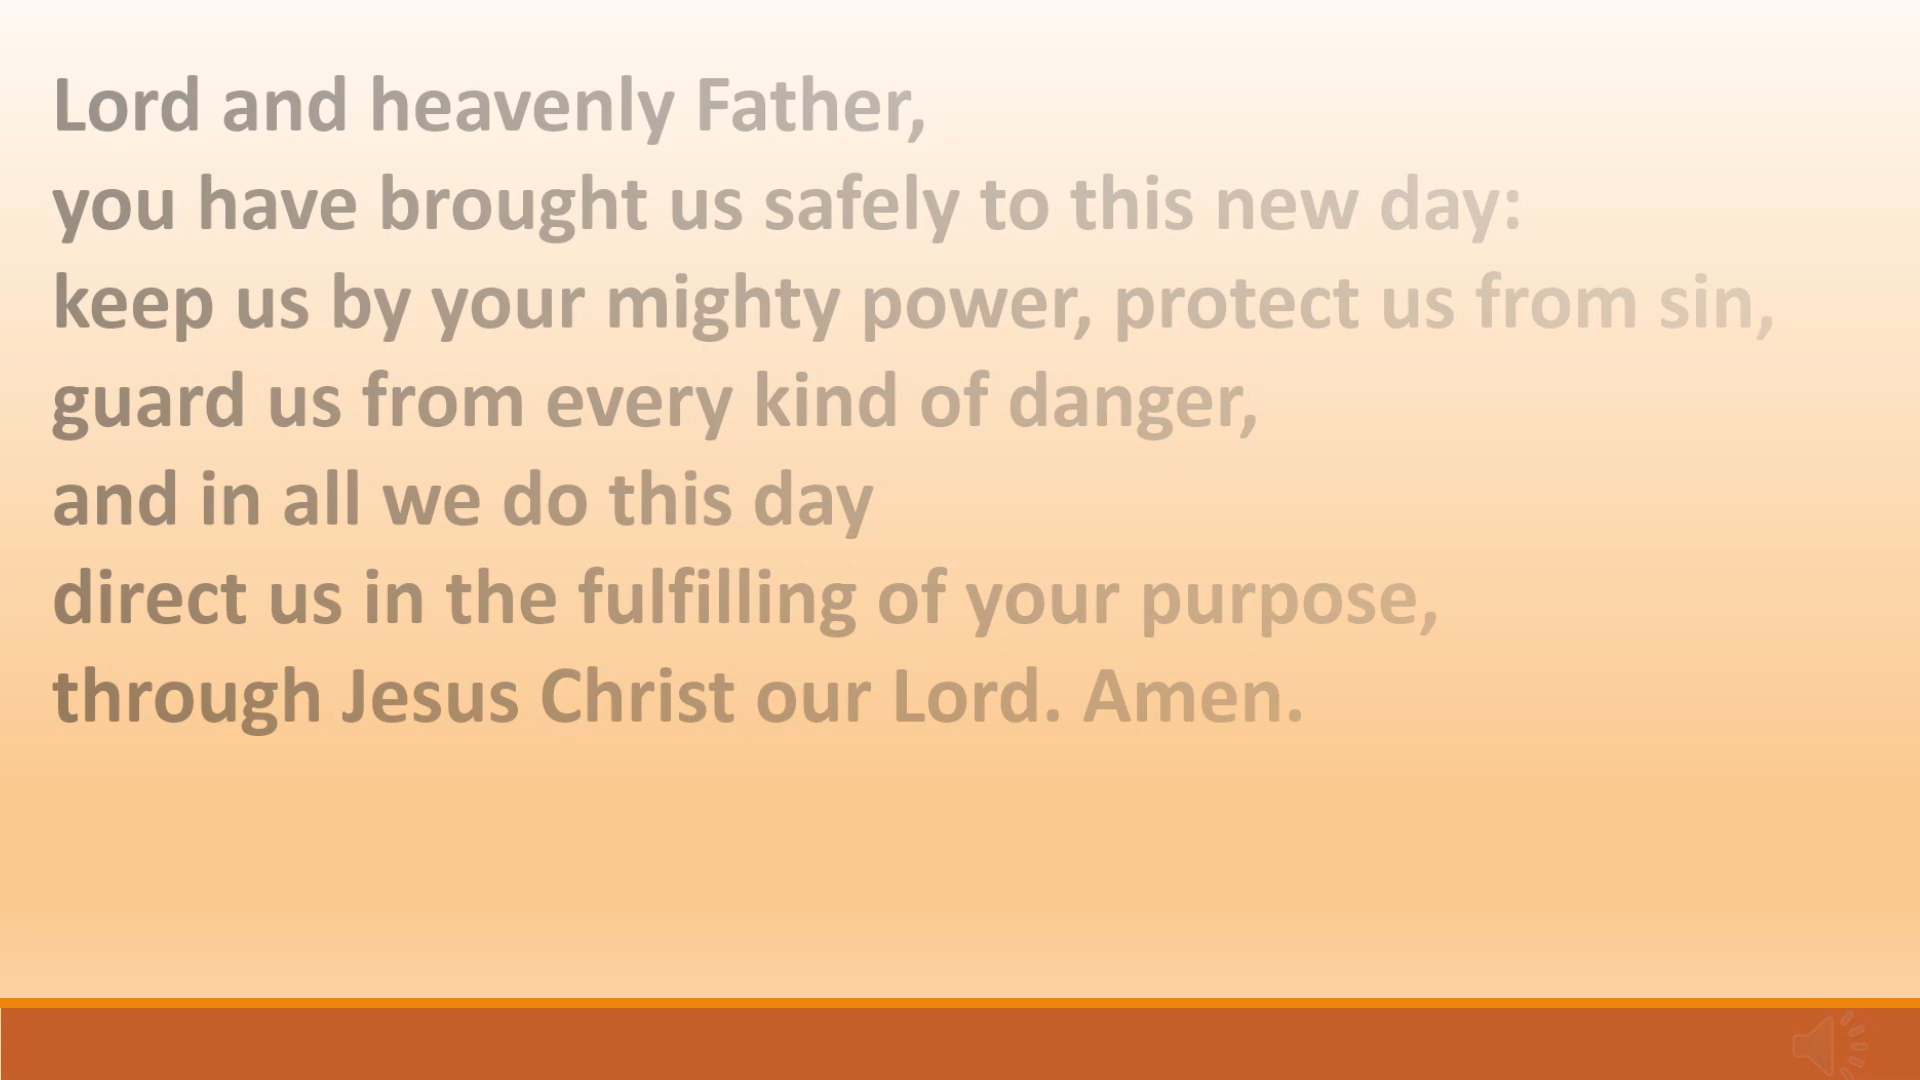 Lord and heavenly Father,
you have brought us safely to this new day:
keep us by your mighty power, protect us from sin,
guard us from every kind of danger,
and in all we do this day
direct us in the fulfilling of your purpose,
through Jesus Christ our Lord. Amen.